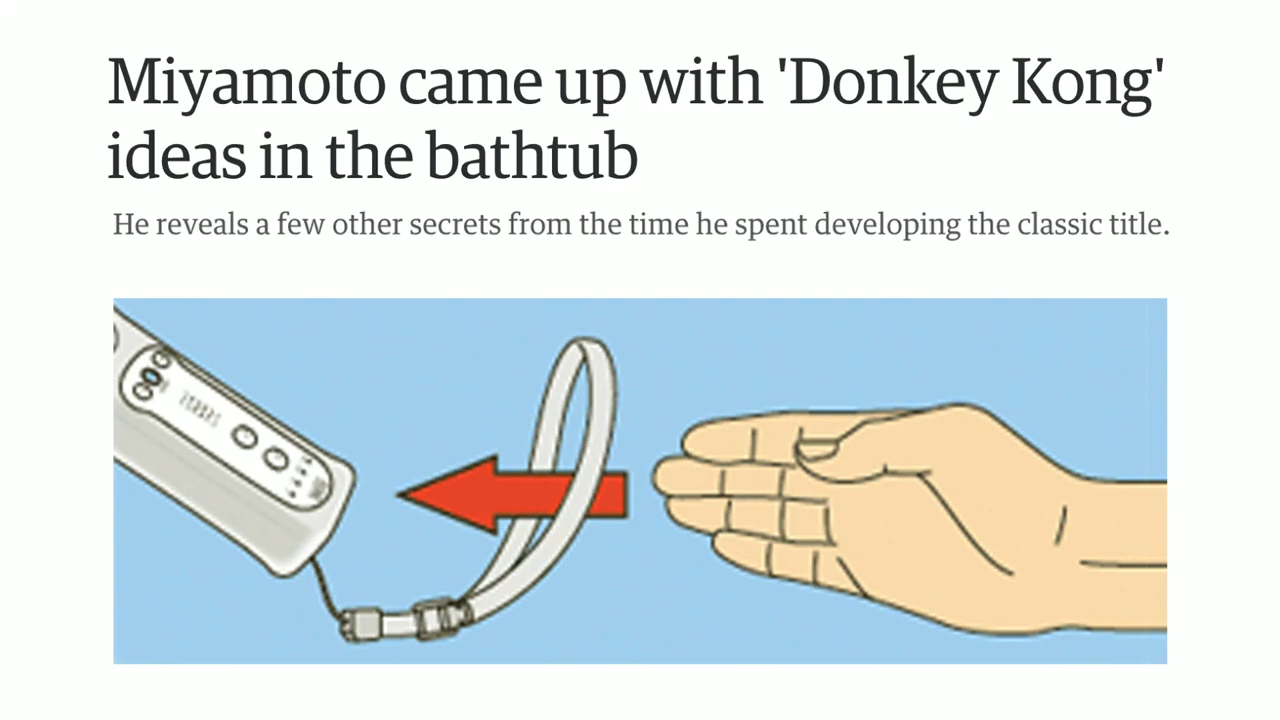 Miyamoto came up with 'Donkey Kong'
ideas in the bathtub
He reveals a few other secrets from the time he spent developing the classic title.